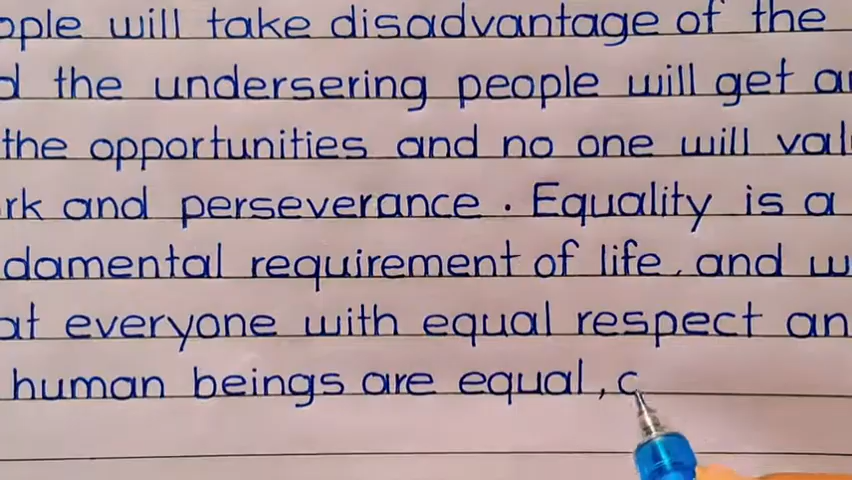 ople will take disadvantage of the
d the undersering people will get a
the opportunities and no one will val
rk and perseverance. Equality is a
damental requirement of life, and w
at everyone with equal respect an
human beings are equal, c